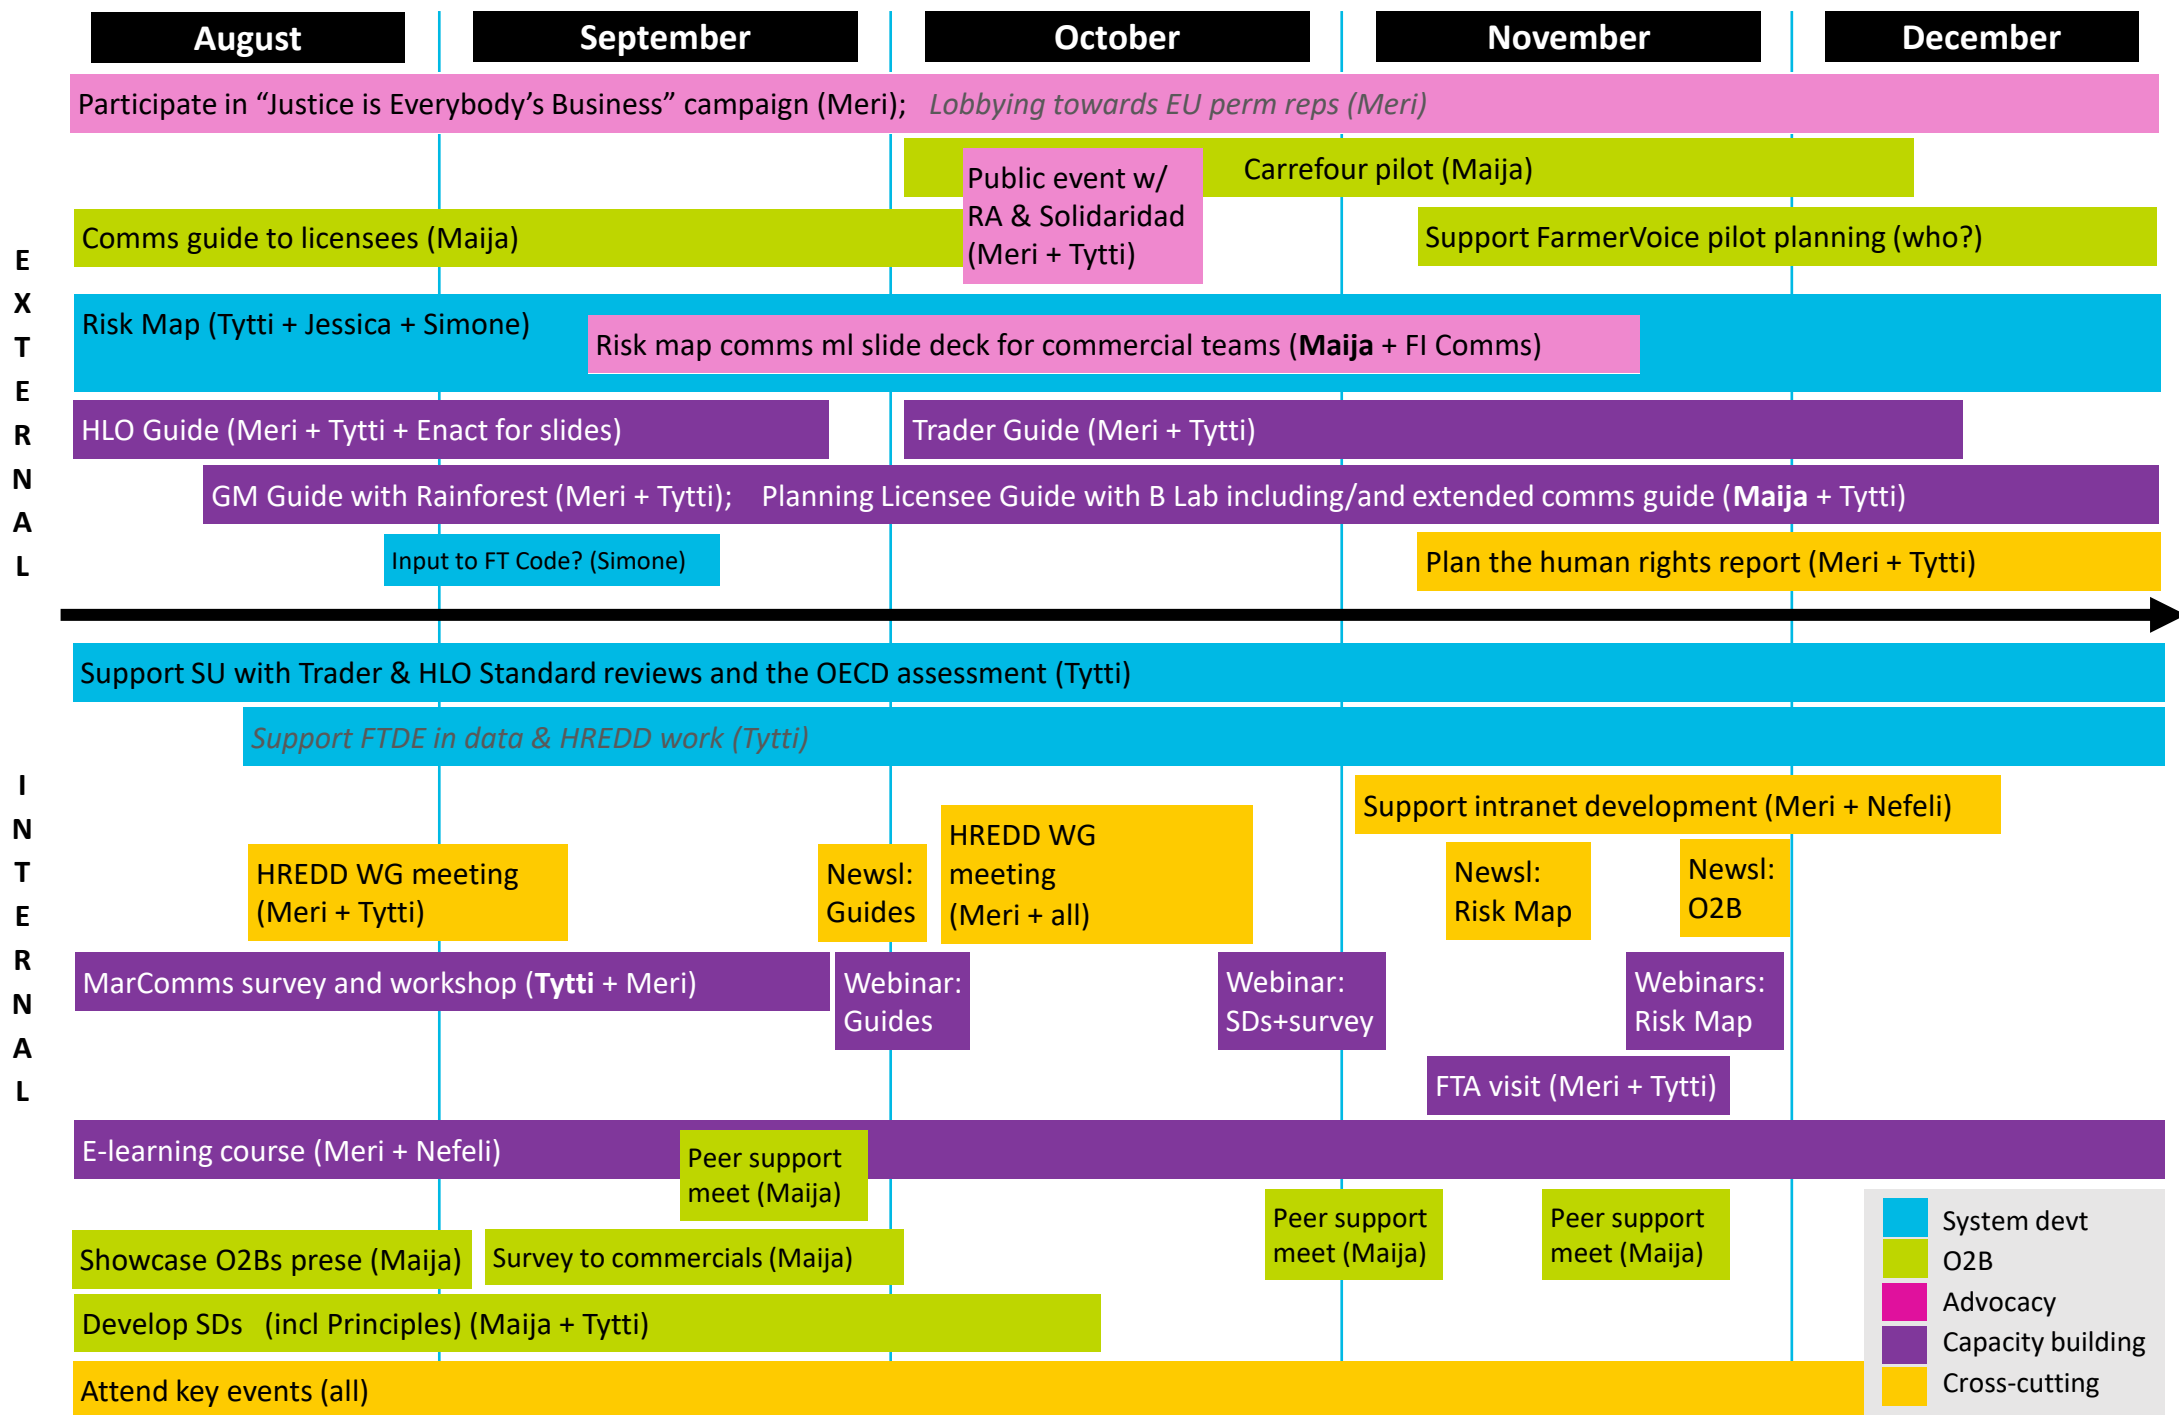 August
September
October
November
December
Participate in “Justice is Everybody’s Business” campaign (Meri); Lobbying towards EU perm reps (Meri)
Carrefour pilot (Maija)
Public event w/
RA & Solidaridad
(Meri + Tytti)
Comms guide to licensees (Maija)
Support FarmerVoice pilot planning (who?)
Risk Map (Tytti + Jessica + Simone)
Risk map comms ml slide deck for commercial teams (Maija + FI Comms)
HLO Guide (Meri + Tytti + Enact for slides)
Trader Guide (Meri + Tytti)
GM Guide with Rainforest (Meri + Tytti); Planning Licensee Guide with B Lab including/and extended comms guide (Maija + Tytti)
Input to FT Code? (Simone)
Plan the human rights report (Meri + Tytti)
E
X
T
E
R
N
A
L
Support SU with Trader & HLO Standard reviews and the OECD assessment (Tytti)
Support FTDE in data & HREDD work (Tytti)
Support intranet development (Meri + Nefeli)
HREDD WG meeting
(Meri + Tytti)
Newsl:
Guides
HREDD WG
meeting
(Meri + all)
Newsl:
Risk Map
Newsl:
O2B
MarComms survey and workshop (Tytti + Meri)
Webinar:
Guides
Webinar:
SDs+survey
Webinars:
Risk Map
FTA visit (Meri + Tytti)
E-learning course (Meri + Nefeli)
Peer support
meet (Maija)
Peer support
meet (Maija)
Peer support
meet (Maija)
Showcase O2Bs prese (Maija)
Survey to commercials (Maija)
Develop SDs (incl Principles) (Maija + Tytti)
Attend key events (all)
I
N
T
E
R
N
A
L
System devt
O2B
Advocacy
Capacity building
Cross-cutting